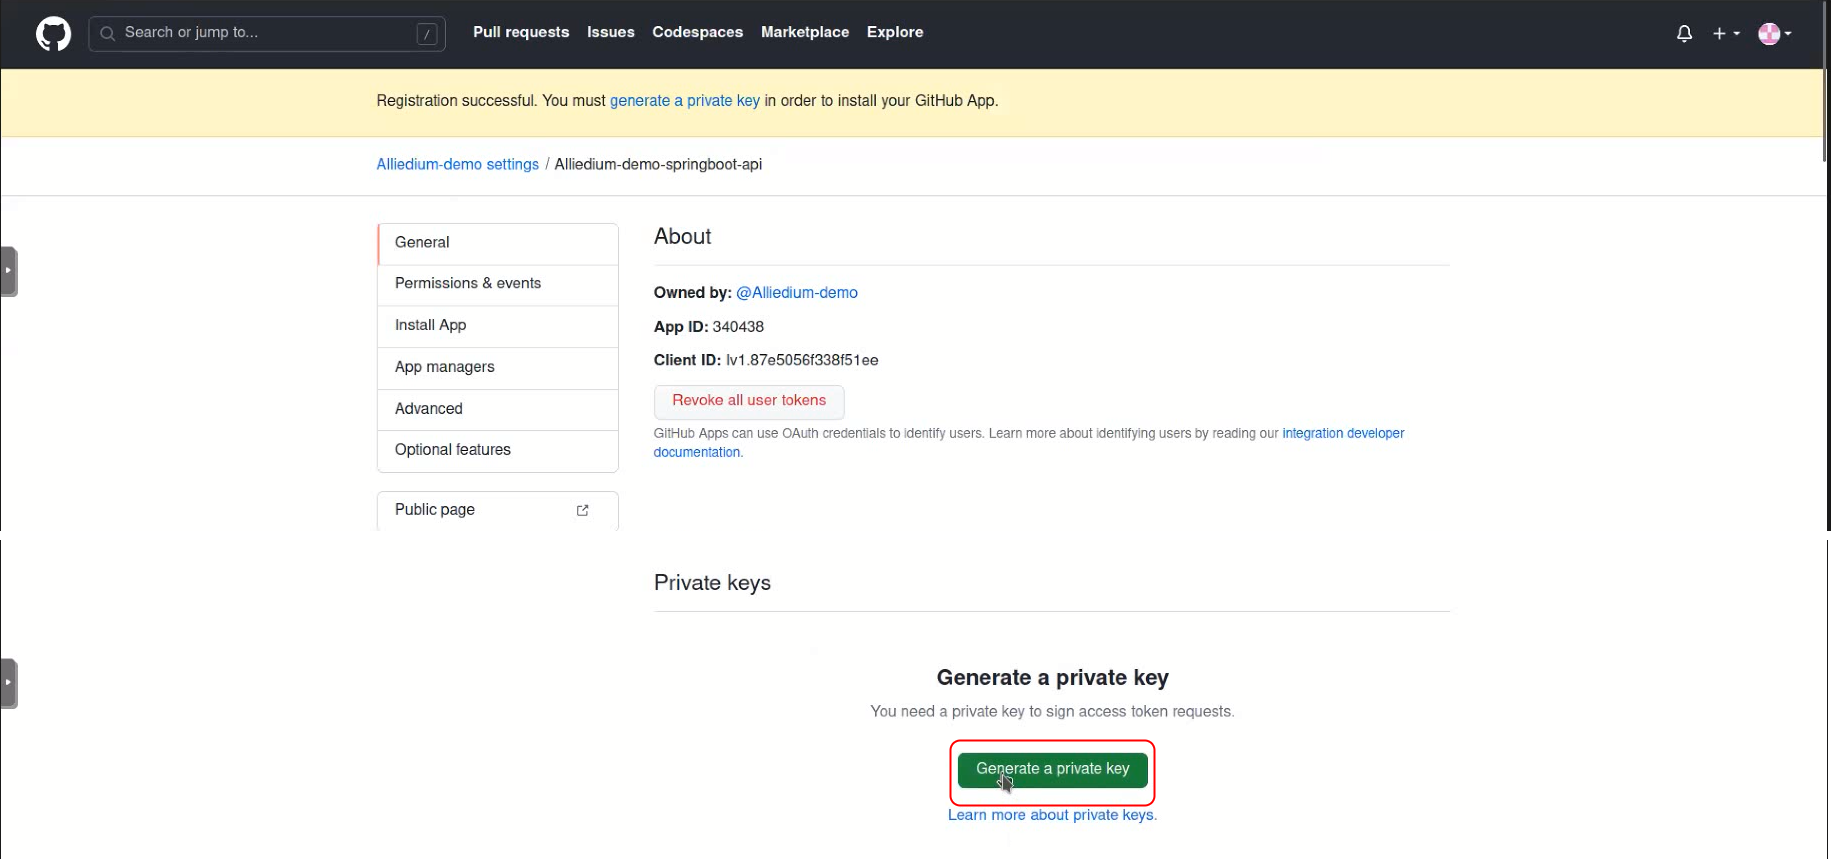 Search or jump to... /
Pull requests Issues Codespaces Marketplace Explore
Registration successful. You must generate a private key in order to install your GitHub App.
Alliedium-demo settings / Alliedium-demo-springboot-api
General
Permissions & events
Install App
App managers
Advanced
Optional features
Public page
About
Owned by: @Alliedium-demo
App ID: 340438
Client ID: Iv1.87e5056f338f51ee
Revoke all user tokens
GitHub Apps can use OAuth credentials to identify users. Learn more about identifying users by reading our integration developer
documentation.
Private keys
Generate a private key
You need a private key to sign access token requests.
Generate a private key
Learn more about private keys.